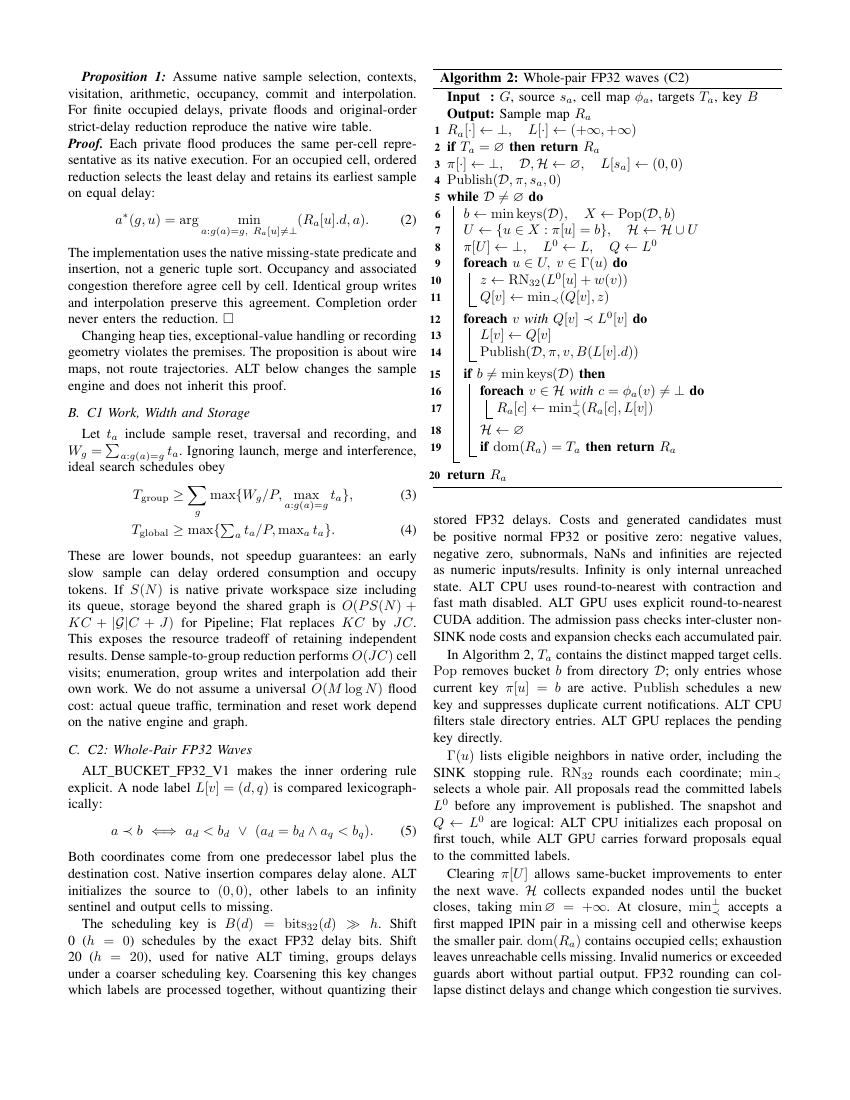 Proposition 1: Assume native sample selection, contexts,
visitation, arithmetic, occupancy, commit and interpolation.
For finite occupied delays, private floods and original-order
strict-delay reduction reproduce the native wire table.
Proof. Each private flood produces the same per-cell repre-
sentative as its native execution. For an occupied cell, ordered
reduction selects the least delay and retains its earliest sample
on equal delay:
a*(g, u) = arg min_{a:g(a)=g, R_a[u]≠⊥} (R_a[u].d, a). (2)
The implementation uses the native missing-state predicate and
insertion, not a generic tuple sort. Occupancy and associated
congestion therefore agree cell by cell. Identical group writes
and interpolation preserve this agreement. Completion order
never enters the reduction. □
Changing heap ties, exceptional-value handling or recording
geometry violates the premises. The proposition is about wire
maps, not route trajectories. ALT below changes the sample
engine and does not inherit this proof.
B. C1 Work, Width and Storage
Let t_a include sample reset, traversal and recording, and
W_g = ∑_{a:g(a)=g} t_a. Ignoring launch, merge and interference,
ideal search schedules obey
T_group ≥ ∑_g max{W_g/P, max_{a:g(a)=g} t_a}, (3)
T_global ≥ max{∑_a t_a/P, max_a t_a}. (4)
These are lower bounds, not speedup guarantees: an early
slow sample can delay ordered consumption and occupy
tokens. If S(N) is native private workspace size including
its queue, storage beyond the shared graph is O(PS(N) +
KC + |𝒢|C + J) for Pipeline; Flat replaces KC by JC.
This exposes the resource tradeoff of retaining independent
results. Dense sample-to-group reduction performs O(JC) cell
visits; enumeration, group writes and interpolation add their
own work. We do not assume a universal O(M log N) flood
cost: actual queue traffic, termination and reset work depend
on the native engine and graph.
C. C2: Whole-Pair FP32 Waves
ALT_BUCKET_FP32_V1 makes the inner ordering rule
explicit. A node label L[v] = (d, q) is compared lexicograph-
ically:
a ≺ b ⟺ a_d < b_d ∨ (a_d = b_d ∧ a_q < b_q). (5)
Both coordinates come from one predecessor label plus the
destination cost. Native insertion compares delay alone. ALT
initializes the source to (0, 0), other labels to an infinity
sentinel and output cells to missing.
The scheduling key is B(d) = bits_32(d) ≫ h. Shift
0 (h = 0) schedules by the exact FP32 delay bits. Shift
20 (h = 20), used for native ALT timing, groups delays
under a coarser scheduling key. Coarsening this key changes
which labels are processed together, without quantizing their
Algorithm 2: Whole-pair FP32 waves (C2)
Input : G, source s_a, cell map ϕ_a, targets T_a, key B
Output: Sample map R_a
1 R_a[·] ← ⊥, L[·] ← (+∞, +∞)
2 if T_a = ∅ then return R_a
3 π[·] ← ⊥, 𝒟, ℋ ← ∅, L[s_a] ← (0, 0)
4 Publish(𝒟, π, s_a, 0)
5 while 𝒟 ≠ ∅ do
6 b ← min keys(𝒟), X ← Pop(𝒟, b)
7 U ← {u ∈ X : π[u] = b}, ℋ ← ℋ ∪ U
8 π[U] ← ⊥, L^0 ← L, Q ← L^0
9 foreach u ∈ U, v ∈ Γ(u) do
10 z ← RN_32(L^0[u] + w(v))
11 Q[v] ← min_≺(Q[v], z)
12 foreach v with Q[v] ≺ L^0[v] do
13 L[v] ← Q[v]
14 Publish(𝒟, π, v, B(L[v].d))
15 if b ≠ min keys(𝒟) then
16 foreach v ∈ ℋ with c = ϕ_a(v) ≠ ⊥ do
17 R_a[c] ← min^⊥_≺(R_a[c], L[v])
18 ℋ ← ∅
19 if dom(R_a) = T_a then return R_a
20 return R_a
stored FP32 delays. Costs and generated candidates must
be positive normal FP32 or positive zero: negative values,
negative zero, subnormals, NaNs and infinities are rejected
as numeric inputs/results. Infinity is only internal unreached
state. ALT CPU uses round-to-nearest with contraction and
fast math disabled. ALT GPU uses explicit round-to-nearest
CUDA addition. The admission pass checks inter-cluster non-
SINK node costs and expansion checks each accumulated pair.
In Algorithm 2, T_a contains the distinct mapped target cells.
Pop removes bucket b from directory 𝒟; only entries whose
current key π[u] = b are active. Publish schedules a new
key and suppresses duplicate current notifications. ALT CPU
filters stale directory entries. ALT GPU replaces the pending
key directly.
Γ(u) lists eligible neighbors in native order, including the
SINK stopping rule. RN_32 rounds each coordinate; min_≺
selects a whole pair. All proposals read the committed labels
L^0 before any improvement is published. The snapshot and
Q ← L^0 are logical: ALT CPU initializes each proposal on
first touch, while ALT GPU carries forward proposals equal
to the committed labels.
Clearing π[U] allows same-bucket improvements to enter
the next wave. ℋ collects expanded nodes until the bucket
closes, taking min ∅ = +∞. At closure, min^⊥_≺ accepts a
first mapped IPIN pair in a missing cell and otherwise keeps
the smaller pair. dom(R_a) contains occupied cells; exhaustion
leaves unreachable cells missing. Invalid numerics or exceeded
guards abort without partial output. FP32 rounding can col-
lapse distinct delays and change which congestion tie survives.